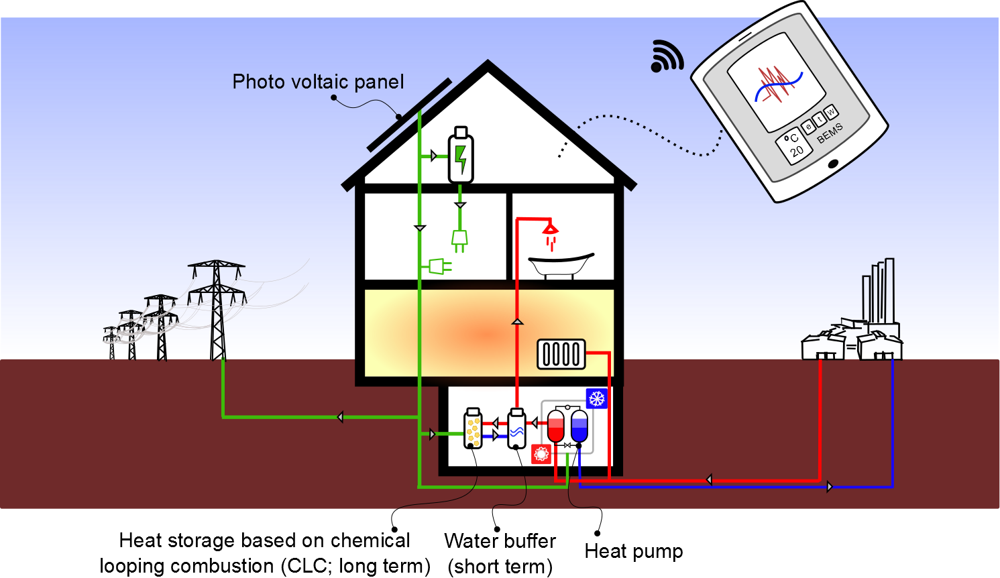 Photo voltaic panel
e t w
°C
20
BEMS
Heat storage based on chemical
looping combustion (CLC; long term)
Water buffer
(short term)
Heat pump